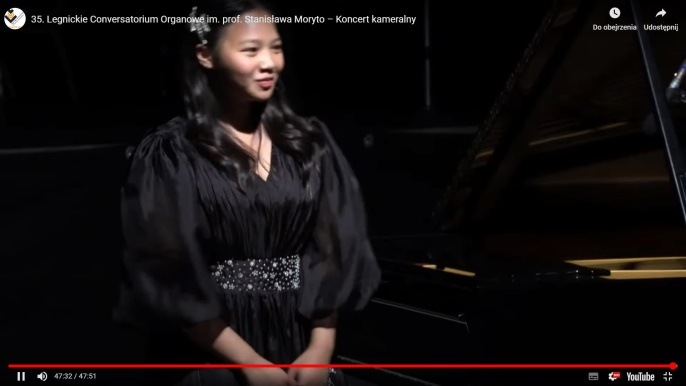 35. Legnickie Conversatorium Organowe im. prof. Stanisława Moryto – Koncert kameralny
Do obejrzenia
Udostępnij
47:32 / 47:51
YouTube